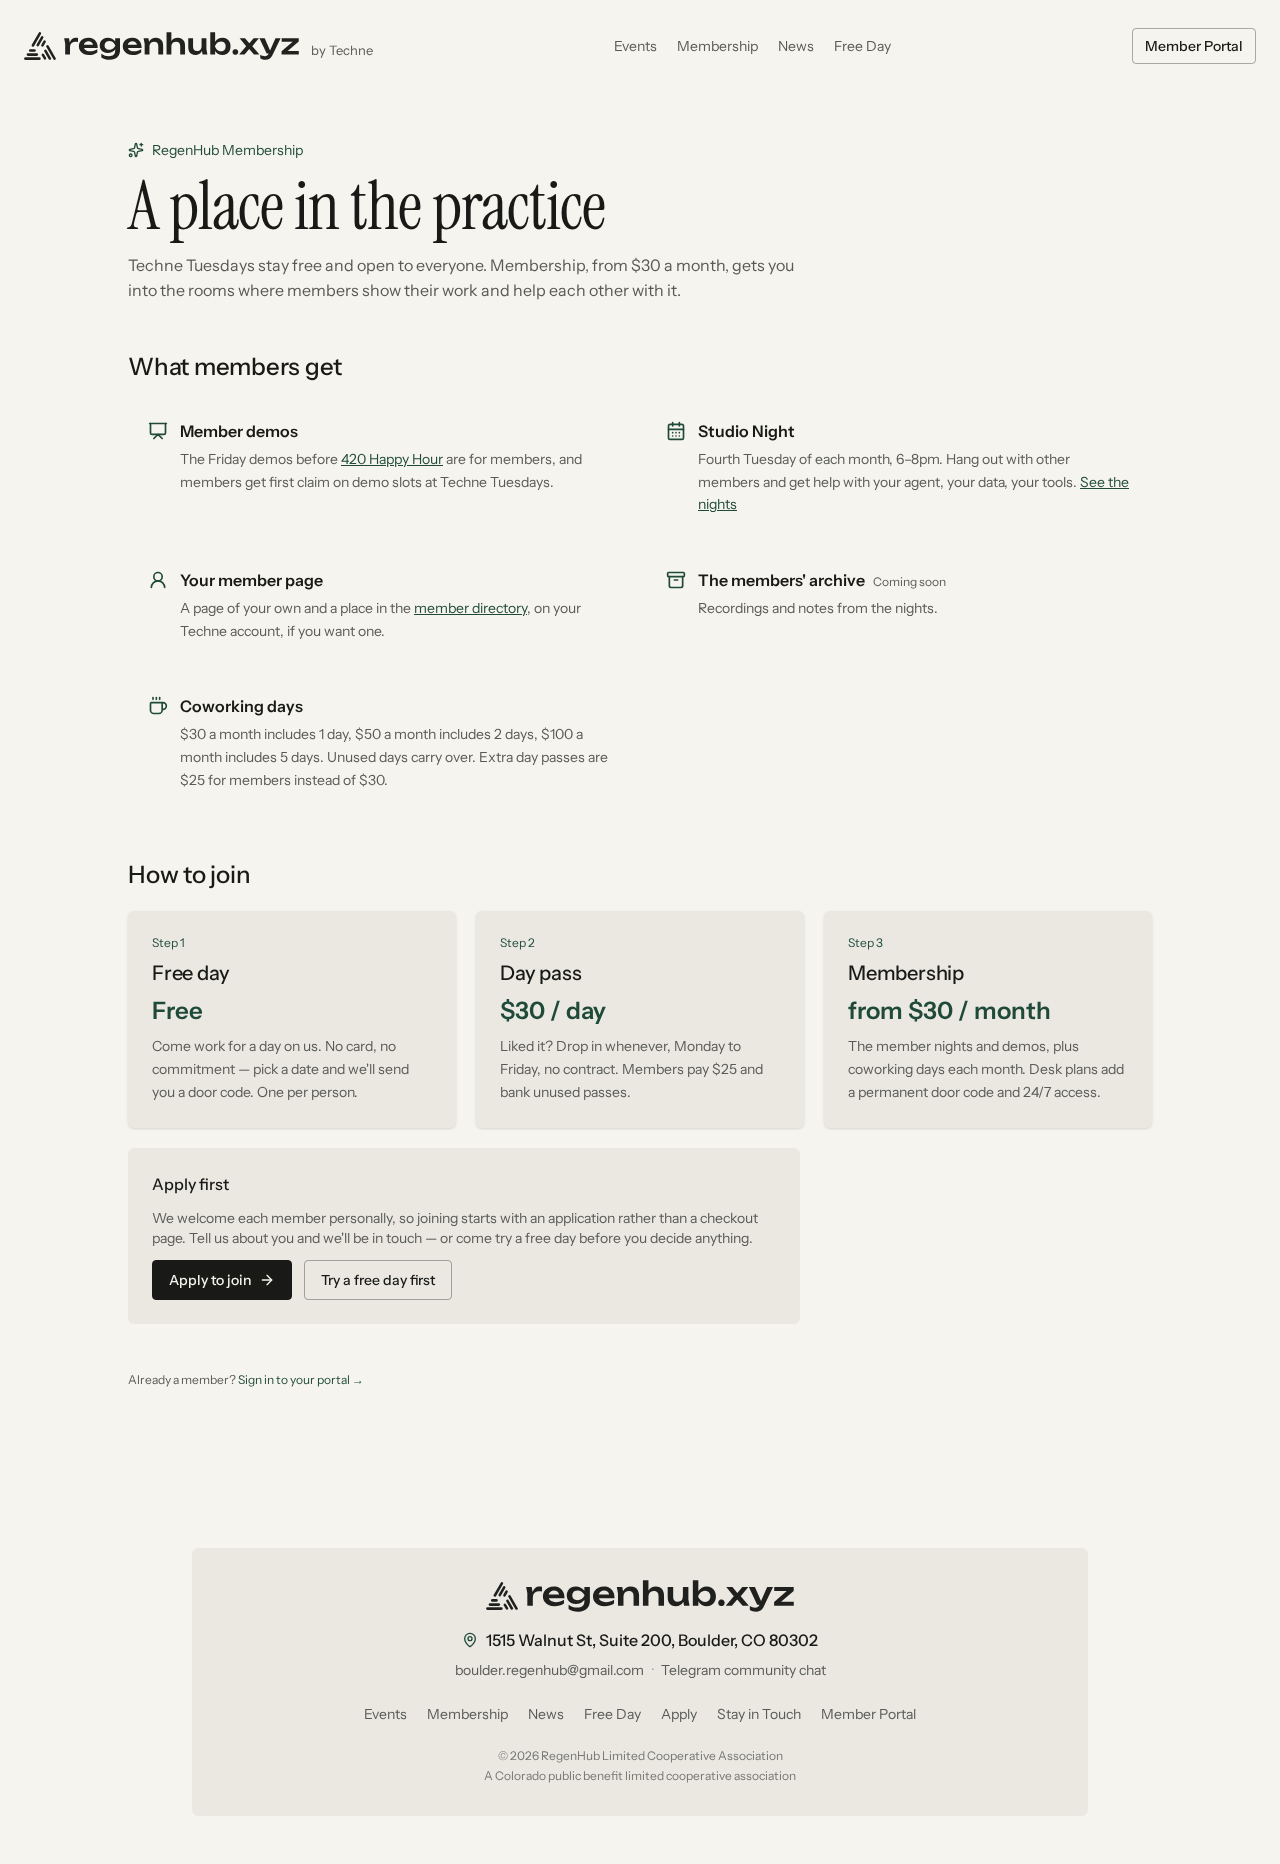 regenhub.xyz by Techne
Events Membership News Free Day
Member Portal
RegenHub Membership
A place in the practice
Techne Tuesdays stay free and open to everyone. Membership, from $30 a month, gets you
into the rooms where members show their work and help each other with it.
What members get
Member demos
The Friday demos before 420 Happy Hour are for members, and
members get first claim on demo slots at Techne Tuesdays.
Studio Night
Fourth Tuesday of each month, 6–8pm. Hang out with other
members and get help with your agent, your data, your tools. See the
nights
Your member page
A page of your own and a place in the member directory, on your
Techne account, if you want one.
The members' archive Coming soon
Recordings and notes from the nights.
Coworking days
$30 a month includes 1 day, $50 a month includes 2 days, $100 a
month includes 5 days. Unused days carry over. Extra day passes are
$25 for members instead of $30.
How to join
Step 1
Free day
Free
Come work for a day on us. No card, no
commitment — pick a date and we'll send
you a door code. One per person.
Step 2
Day pass
$30 / day
Liked it? Drop in whenever, Monday to
Friday, no contract. Members pay $25 and
bank unused passes.
Step 3
Membership
from $30 / month
The member nights and demos, plus
coworking days each month. Desk plans add
a permanent door code and 24/7 access.
Apply first
We welcome each member personally, so joining starts with an application rather than a checkout
page. Tell us about you and we'll be in touch — or come try a free day before you decide anything.
Apply to join →
Try a free day first
Already a member? Sign in to your portal →
regenhub.xyz
1515 Walnut St, Suite 200, Boulder, CO 80302
boulder.regenhub@gmail.com · Telegram community chat
Events Membership News Free Day Apply Stay in Touch Member Portal
© 2026 RegenHub Limited Cooperative Association
A Colorado public benefit limited cooperative association